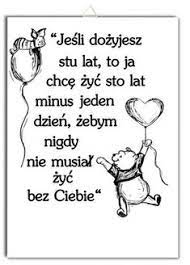 "Jeśli dożyjesz
stu lat, to ja
chcę żyć sto lat
minus jeden
dzień, żebym
nigdy
nie musiał
żyć
bez Ciebie"